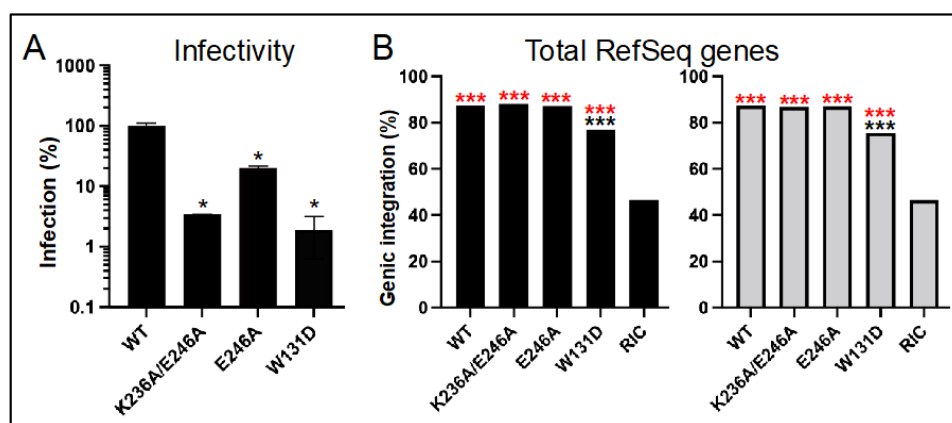 A Infectivity
1000
100
10
1
0.1
Infection (%)
*
*
*
WT
K236A/E246A
E246A
W131D
B Total RefSeq genes
100
80
60
40
20
0
Genic integration (%)
*** *** *** ***
***
WT
K236A/E246A
E246A
W131D
RIC
100
80
60
40
20
0
*** *** *** ***
***
WT
K236A/E246A
E246A
W131D
RIC